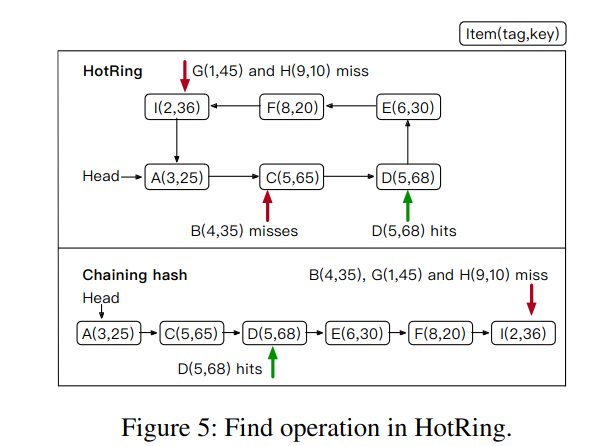 Item(tag,key)
HotRing
G(1,45) and H(9,10) miss
I(2,36)
F(8,20)
E(6,30)
Head
A(3,25)
C(5,65)
D(5,68)
B(4,35) misses
D(5,68) hits
Chaining hash
B(4,35), G(1,45) and H(9,10) miss
Head
A(3,25)
C(5,65)
D(5,68)
E(6,30)
F(8,20)
I(2,36)
D(5,68) hits
Figure 5: Find operation in HotRing.